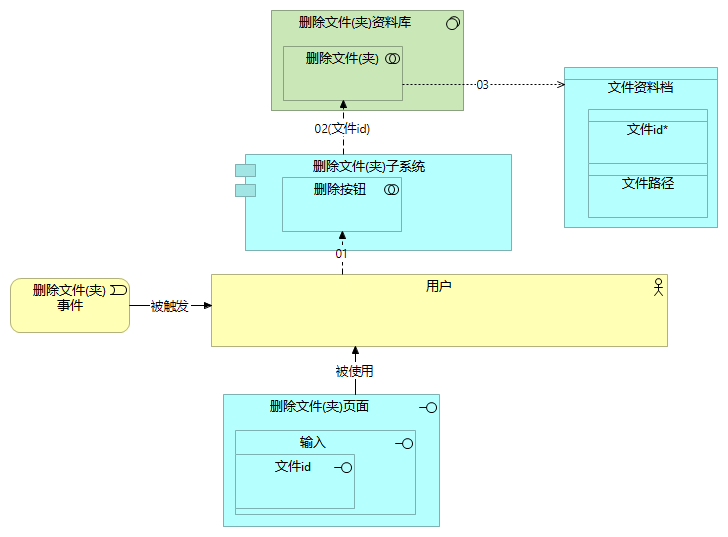 删除文件(夹)资料库
删除文件(夹)
03
文件资料档
文件id*
文件路径
02(文件id)
删除文件(夹)子系统
删除按钮
01
删除文件(夹)
事件
被触发
用户
被使用
删除文件(夹)页面
输入
文件id